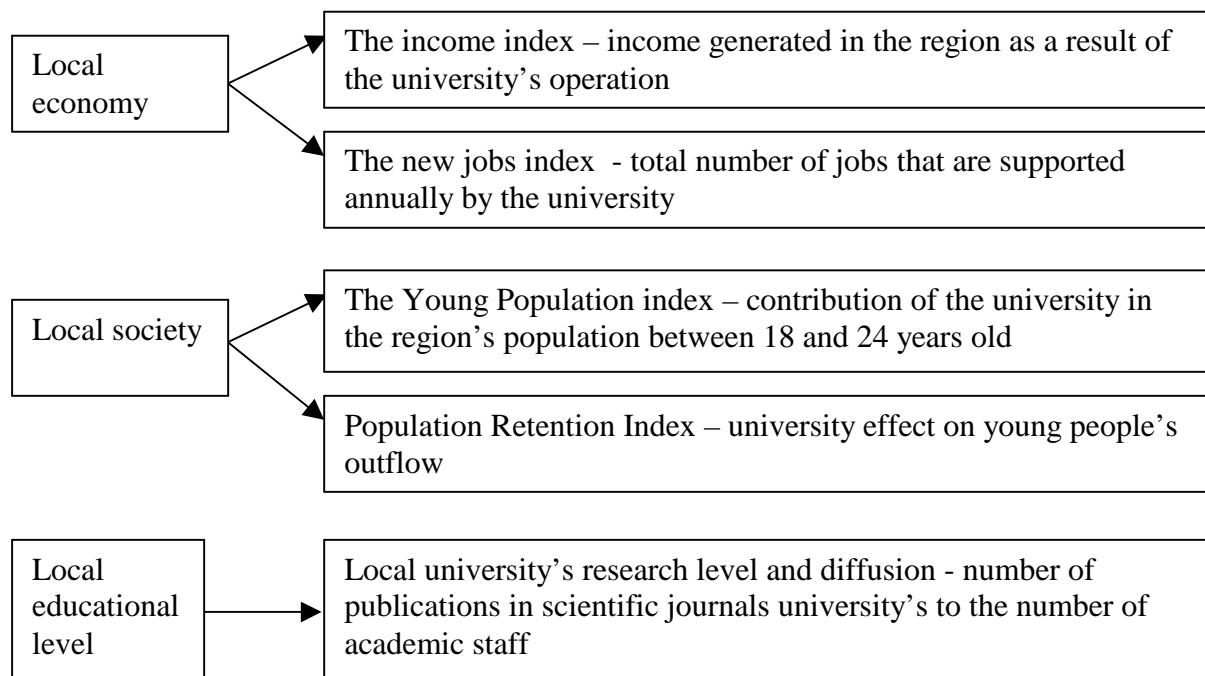 Local
economy
The income index – income generated in the region as a result of
the university’s operation
The new jobs index  - total number of jobs that are supported
annually by the university
Local society
The Young Population index – contribution of the university in
the region’s population between 18 and 24 years old
Population Retention Index – university effect on young people’s
outflow
Local
educational
level
Local university’s research level and diffusion - number of
publications in scientific journals university’s to the number of
academic staff